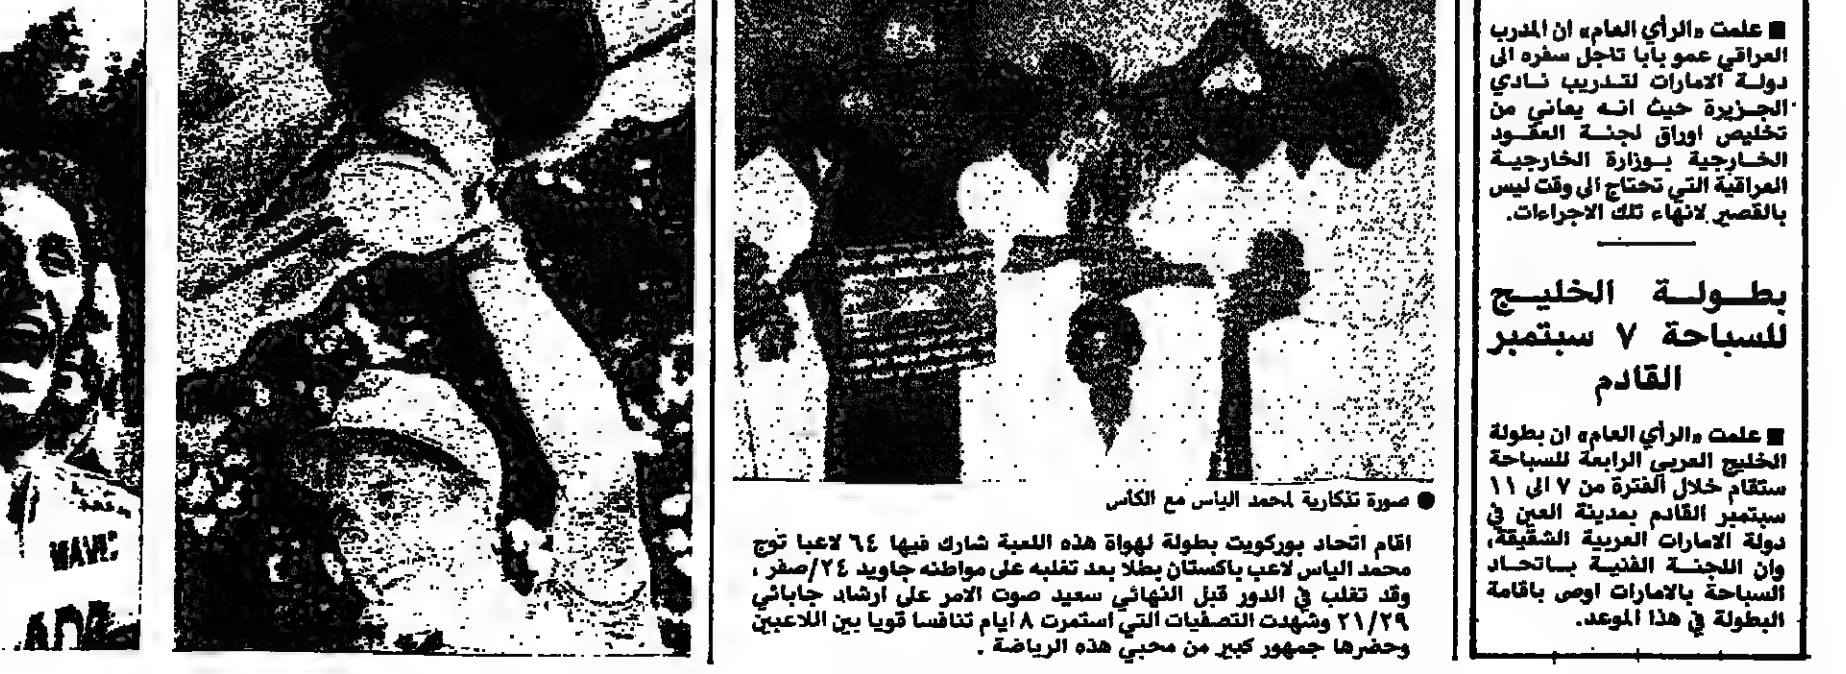 ■ علمت «الرأي العام» ان المدرب
العراقي عمو بابا تاجل سفره الى
دولة الامارات لتدريب نادي
الجزيرة حيث انه يعاني من
تخليص اوراق لجنة العقود
الخارجية بوزارة الخارجية
العراقية التي تحتاج الى وقت ليس
بالقصير لانهاء تلك الاجراءات.
بطولة الخليج
للسباحة ٧ سبتمبر
القادم
■ علمت «الرأي العام» ان بطولة
الخليج العربي الرابعة للسباحة
ستقام خلال الفترة من ٧ الى ١١
سبتمبر القادم بمدينة العين في
دولة الامارات العربية الشقيقة،
وان اللجنة الفنية باتحاد
السباحة بالامارات اوصى باقامة
البطولة في هذا الموعد.
● صورة تذكارية لمحمد الياس مع الكأس
اقام اتحاد بوركويت بطولة لهواة هذه اللعبة شارك فيها ٦٤ لاعبا توج
محمد الياس لاعب باكستان بطلا بعد تغلبه على مواطنه جاويد ٢٤/صفر ،
وقد تغلب في الدور قبل النهائي سعيد صوت الامر على ارشاد جاباني
٢١/٢٩ وشهدت التصفيات التي استمرت ٨ ايام تنافسا قويا بين اللاعبين
وحضرها جمهور كبير من محبي هذه الرياضة .